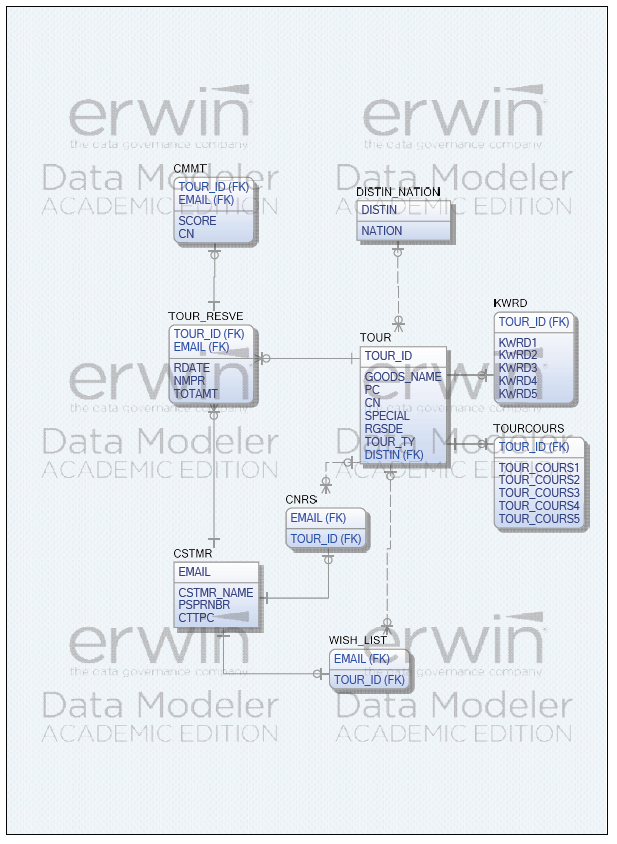 erwin
the data governance company
Data Modeler
ACADEMIC EDITION
erwin
the data governance company
Data Modeler
ACADEMIC EDITION
CMMT
TOUR_ID (FK)
EMAIL (FK)
SCORE
CN
DISTIN_NATION
DISTIN
NATION
TOUR_RESVE
TOUR_ID (FK)
EMAIL (FK)
RDATE
NMPR
TOTAMT
TOUR
TOUR_ID
GOODS_NAME
PC
CN
SPECIAL
RGSDE
TOUR_TY
DISTIN (FK)
KWRD
TOUR_ID (FK)
KWRD1
KWRD2
KWRD3
KWRD4
KWRD5
erwin
the data governance company
Data Modeler
ACADEMIC EDITION
erwin
the data governance company
Data Modeler
ACADEMIC EDITION
TOURCOURS
TOUR_ID (FK)
TOUR_COURS1
TOUR_COURS2
TOUR_COURS3
TOUR_COURS4
TOUR_COURS5
CNRS
EMAIL (FK)
TOUR_ID (FK)
CSTMR
EMAIL
CSTMR_NAME
PSPRNBR
CTTPC
WISH_LIST
EMAIL (FK)
TOUR_ID (FK)
erwin
the data governance company
Data Modeler
ACADEMIC EDITION
erwin
the data governance company
Data Modeler
ACADEMIC EDITION